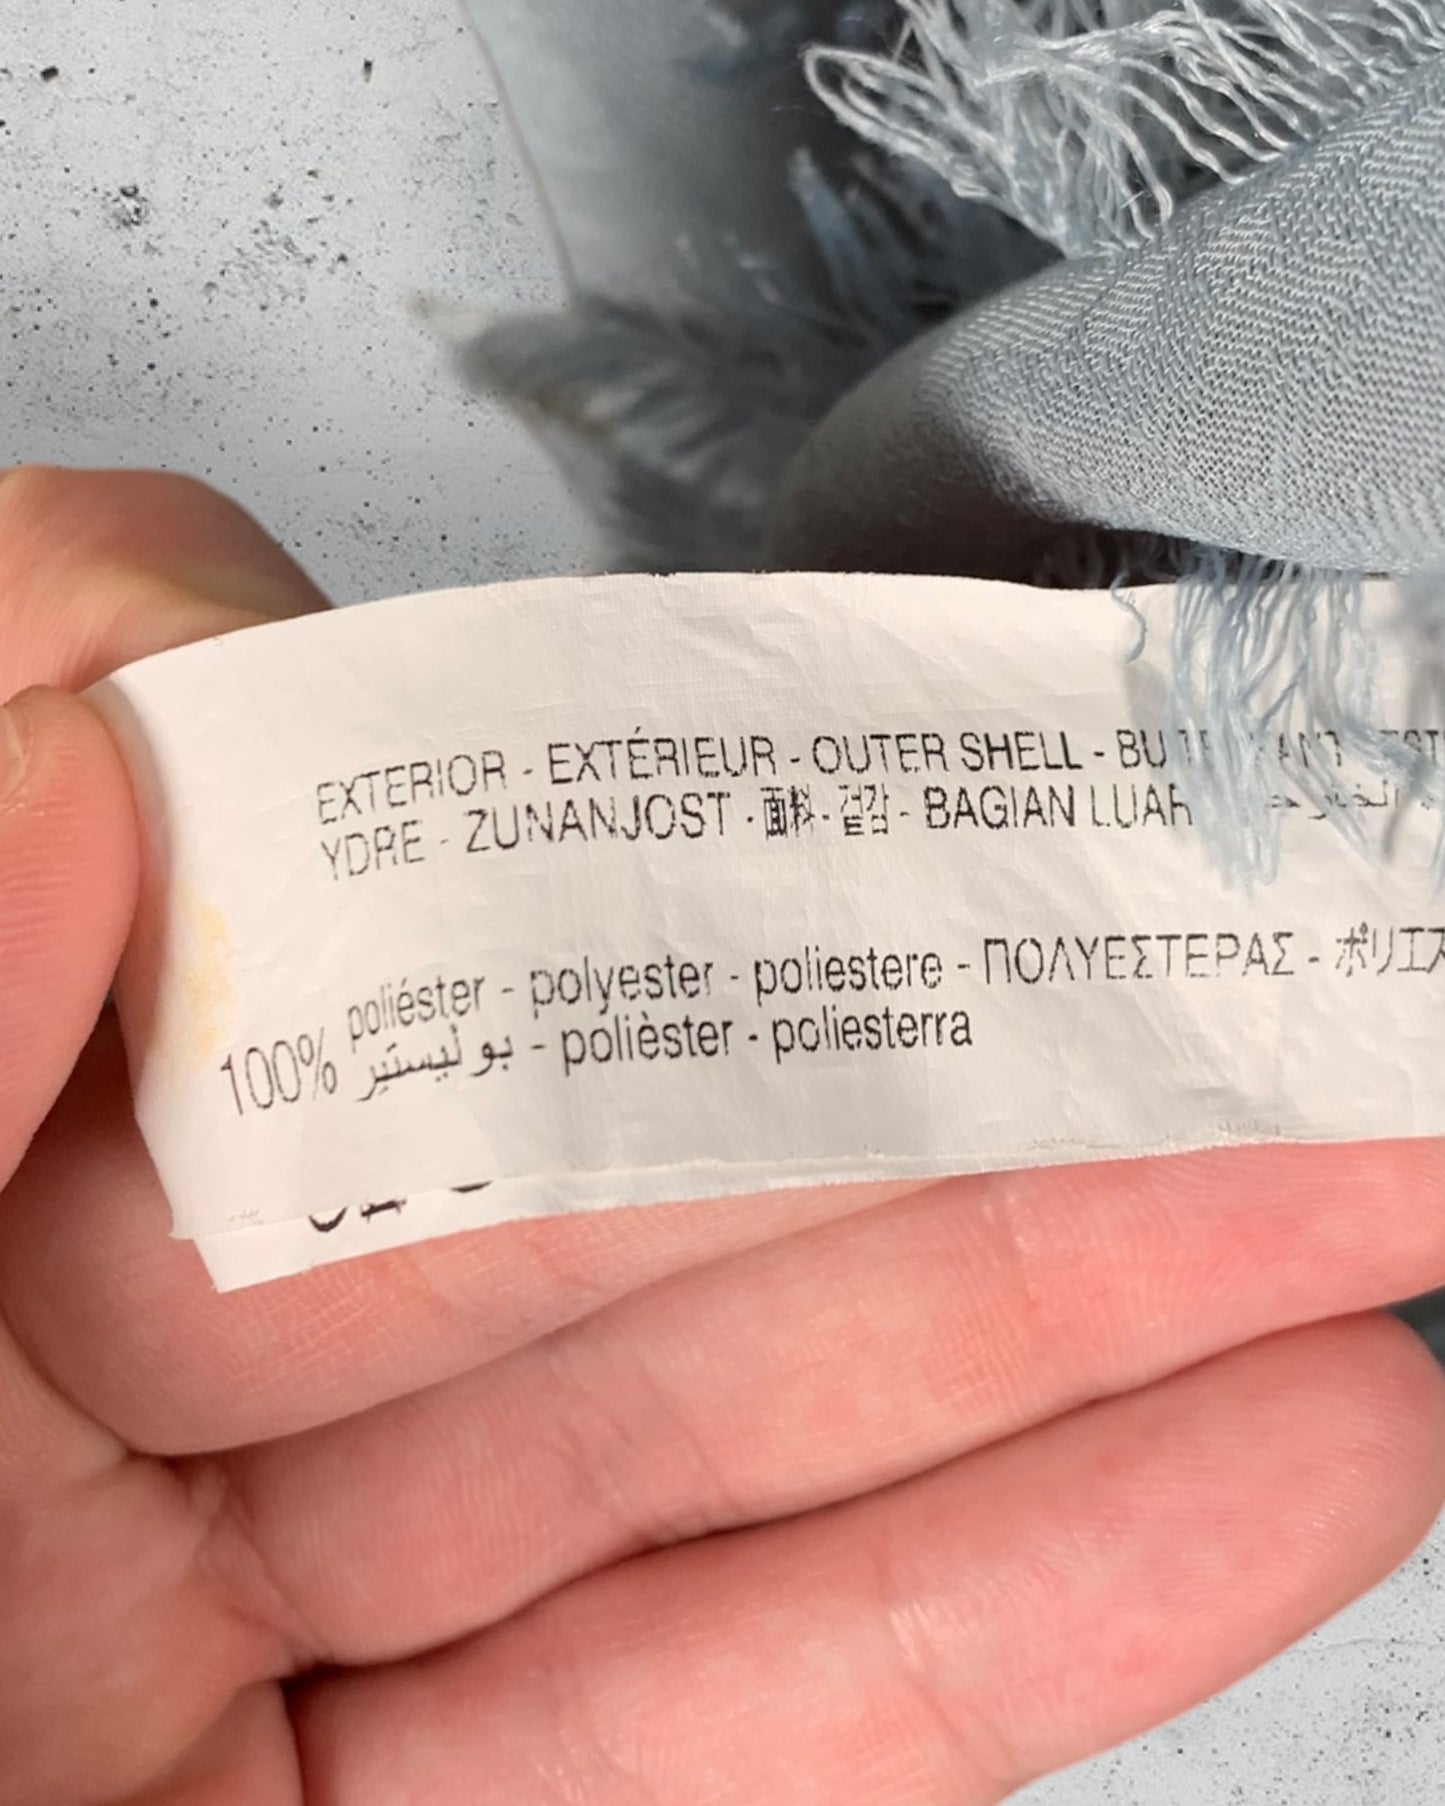 EXTERIOR - EXTÉRIEUR - OUTER SHELL -
YDRE - ZUNANJOST - 面料 - 겉감 - BAGIAN LUAR
poliéster - polyester - poliestere - ΠΟΛΥΕΣΤΕΡΑΣ -
100% بوليستير - polièster - poliesterra